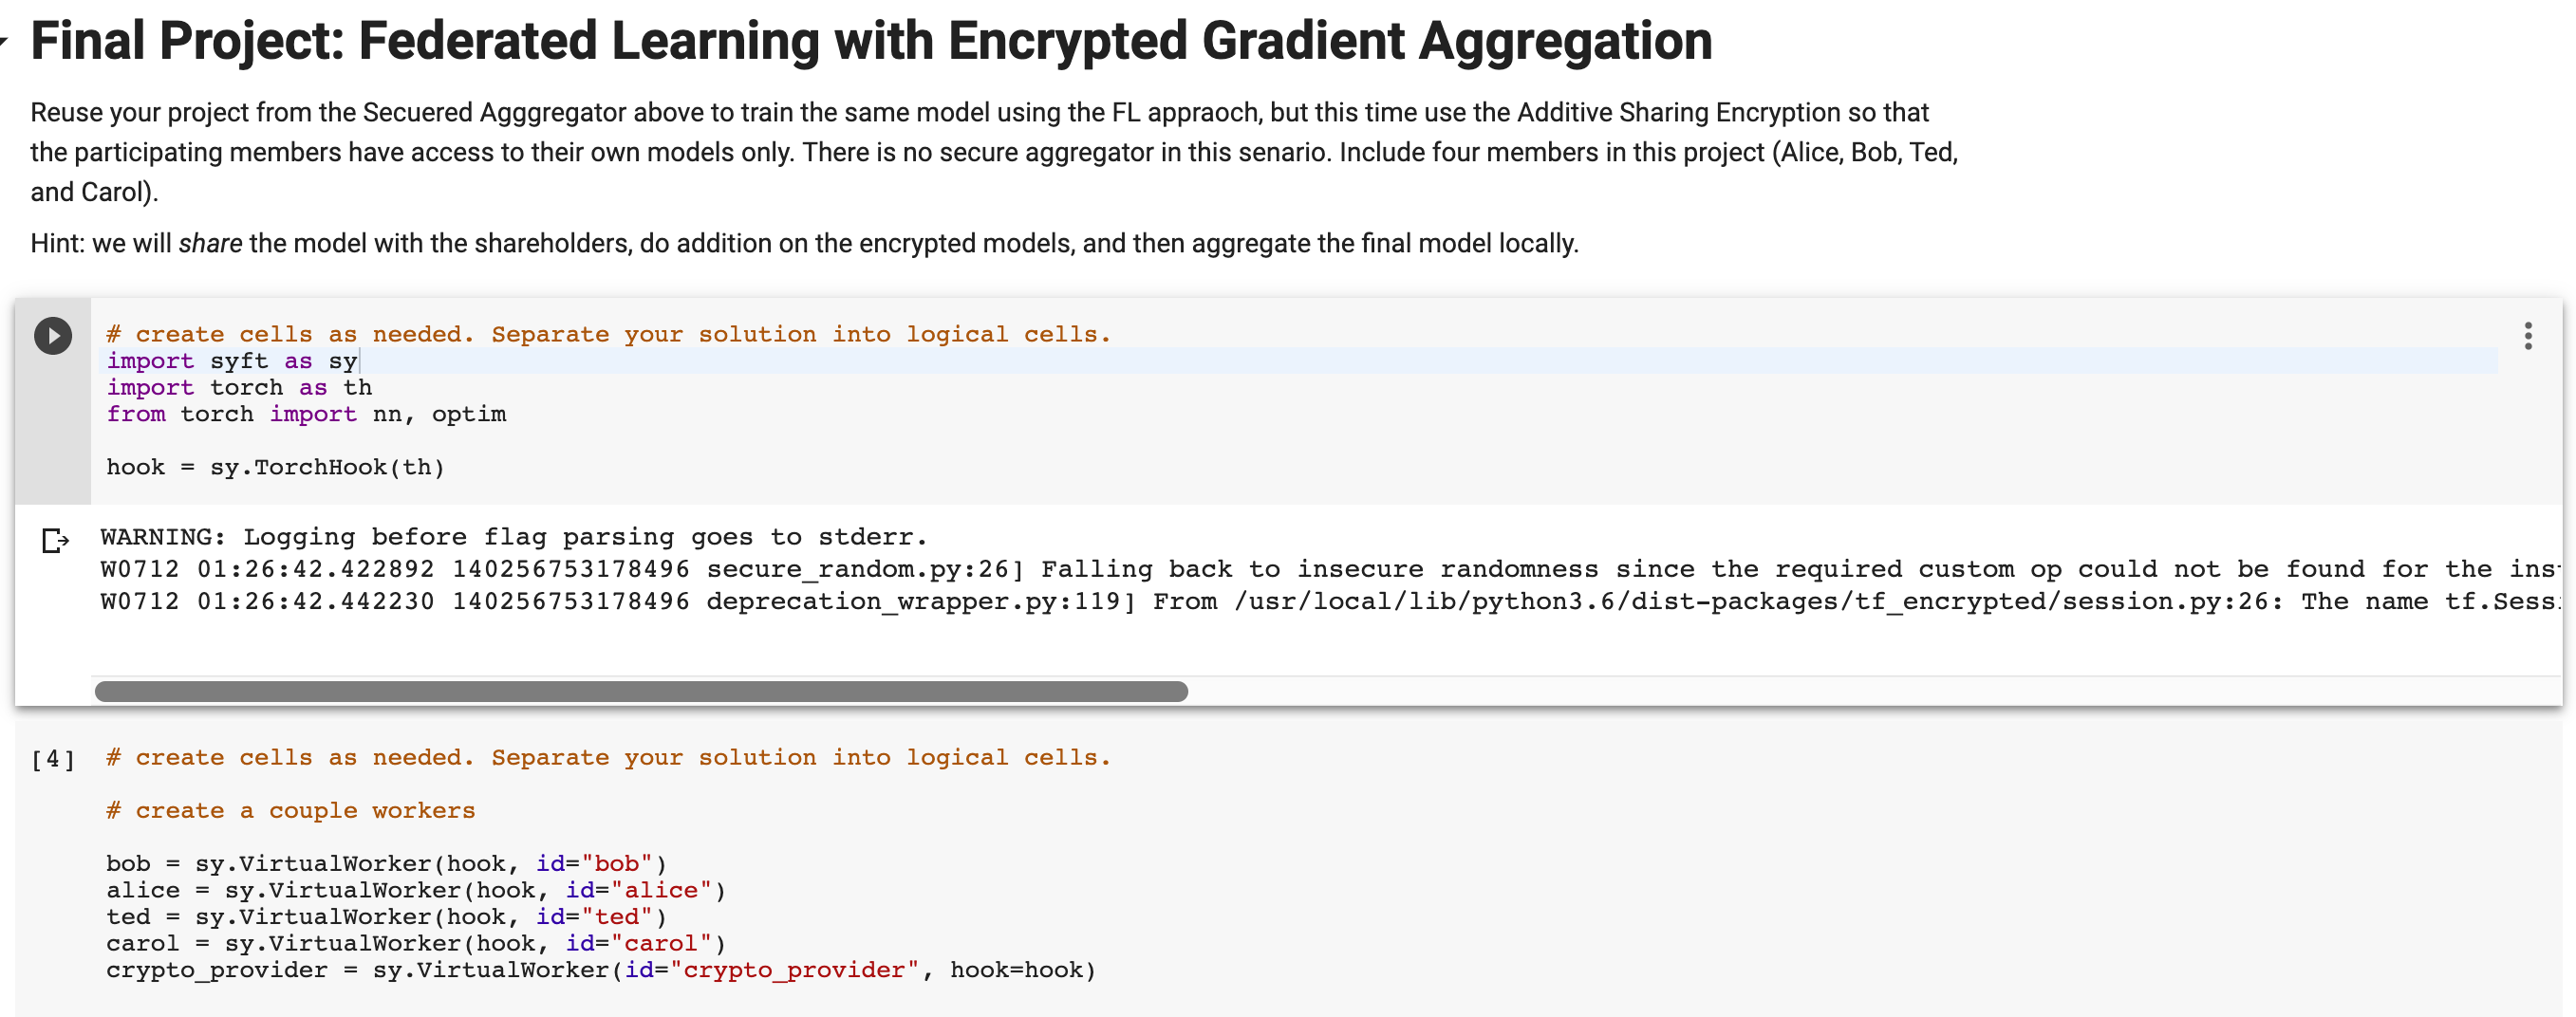 Final Project: Federated Learning with Encrypted Gradient Aggregation
Reuse your project from the Secuered Agggregator above to train the same model using the FL appraoch, but this time use the Additive Sharing Encryption so that
the participating members have access to their own models only. There is no secure aggregator in this senario. Include four members in this project (Alice, Bob, Ted,
and Carol).
Hint: we will share the model with the shareholders, do addition on the encrypted models, and then aggregate the final model locally.
# create cells as needed. Separate your solution into logical cells.
import syft as sy
import torch as th
from torch import nn, optim
hook = sy.TorchHook(th)
WARNING: Logging before flag parsing goes to stderr.
W0712 01:26:42.422892 140256753178496 secure_random.py:26] Falling back to insecure randomness since the required custom op could not be found for the ins
W0712 01:26:42.442230 140256753178496 deprecation_wrapper.py:119] From /usr/local/lib/python3.6/dist-packages/tf_encrypted/session.py:26: The name tf.Sess
[4] # create cells as needed. Separate your solution into logical cells.
# create a couple workers
bob = sy.VirtualWorker(hook, id="bob")
alice = sy.VirtualWorker(hook, id="alice")
ted = sy.VirtualWorker(hook, id="ted")
carol = sy.VirtualWorker(hook, id="carol")
crypto_provider = sy.VirtualWorker(id="crypto_provider", hook=hook)